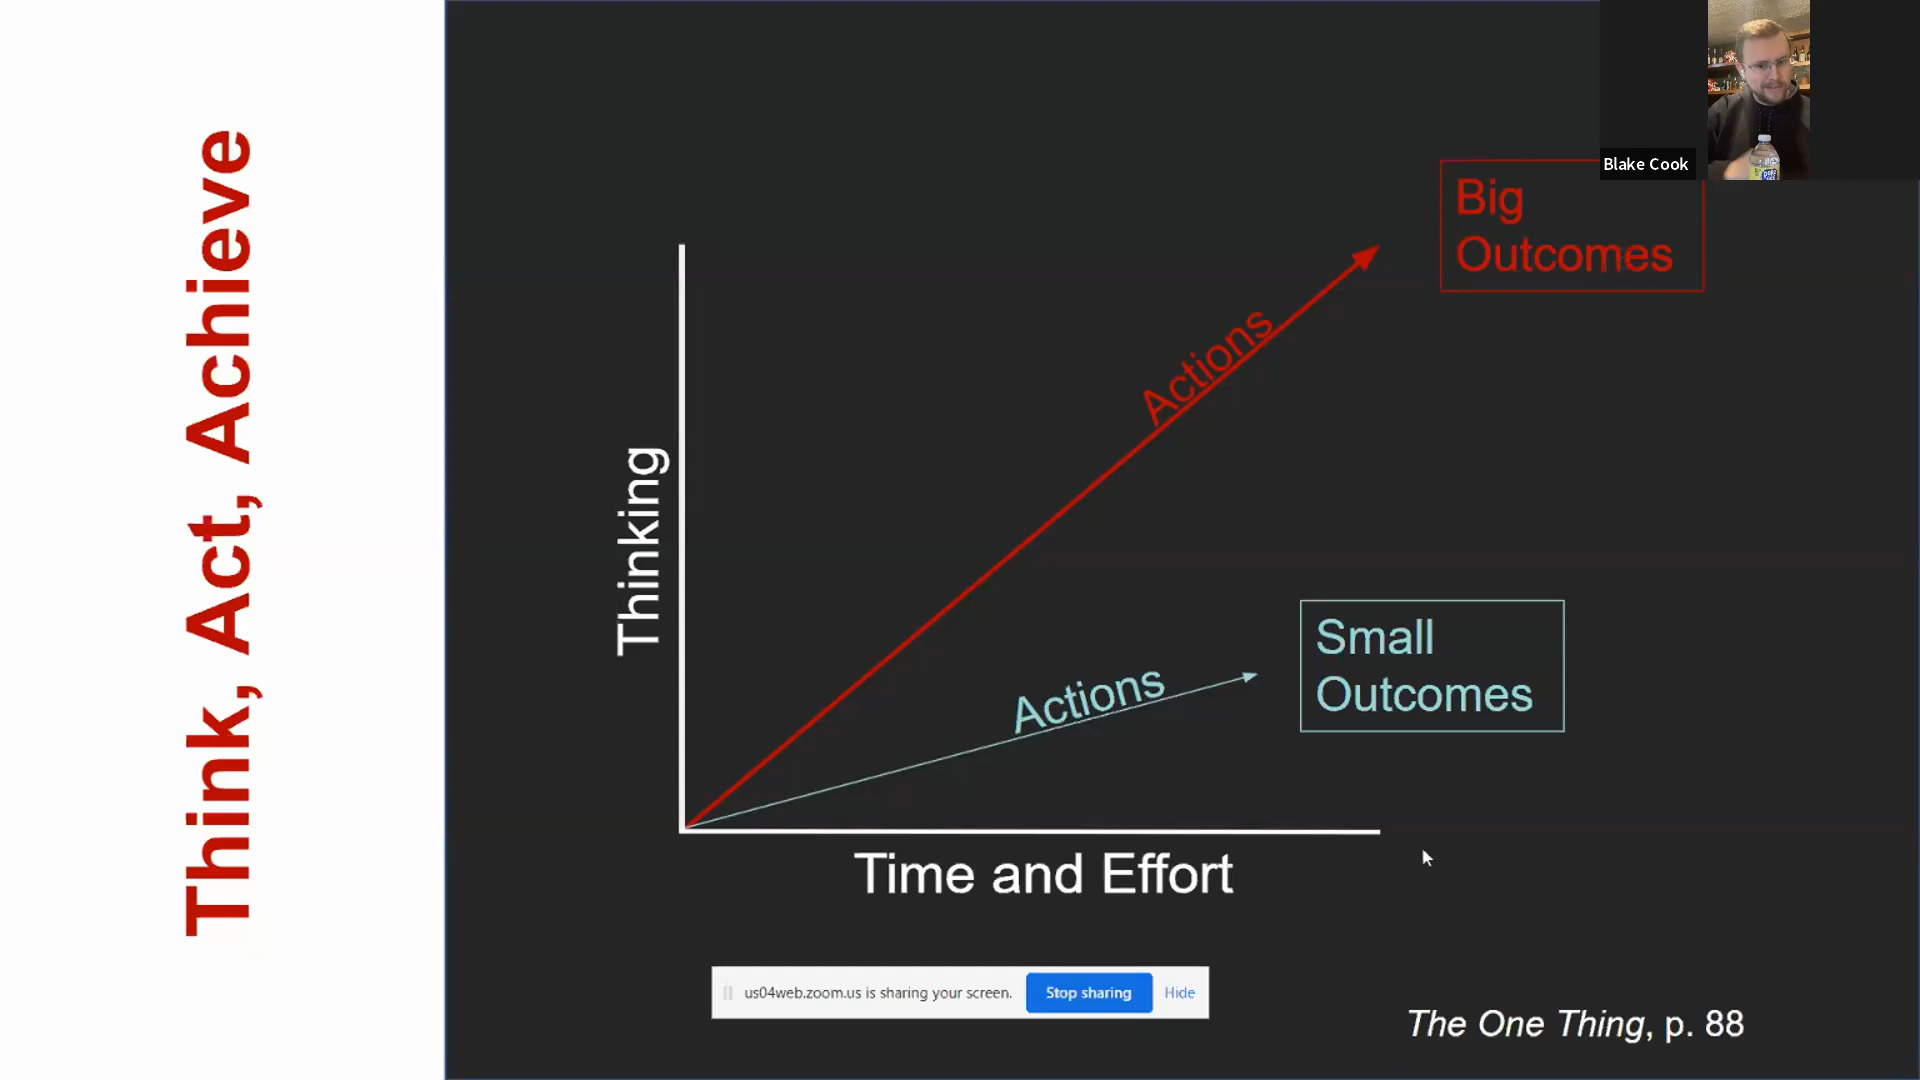 Think, Act, Achieve
Blake Cook
Big
Outcomes
Actions
Thinking
Small
Outcomes
Actions
Time and Effort
us04web.zoom.us is sharing your screen.
Stop sharing
Hide
The One Thing, p. 88